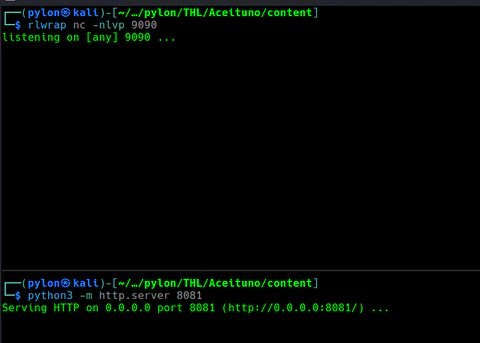 ┌──(pylon㉿kali)-[~/…/pylon/THL/Aceituno/content]
└─$ rlwrap nc -nlvp 9090
listening on [any] 9090 ...
┌──(pylon㉿kali)-[~/…/pylon/THL/Aceituno/content]
└─$ python3 -m http.server 8081
Serving HTTP on 0.0.0.0 port 8081 (http://0.0.0.0:8081/) ...